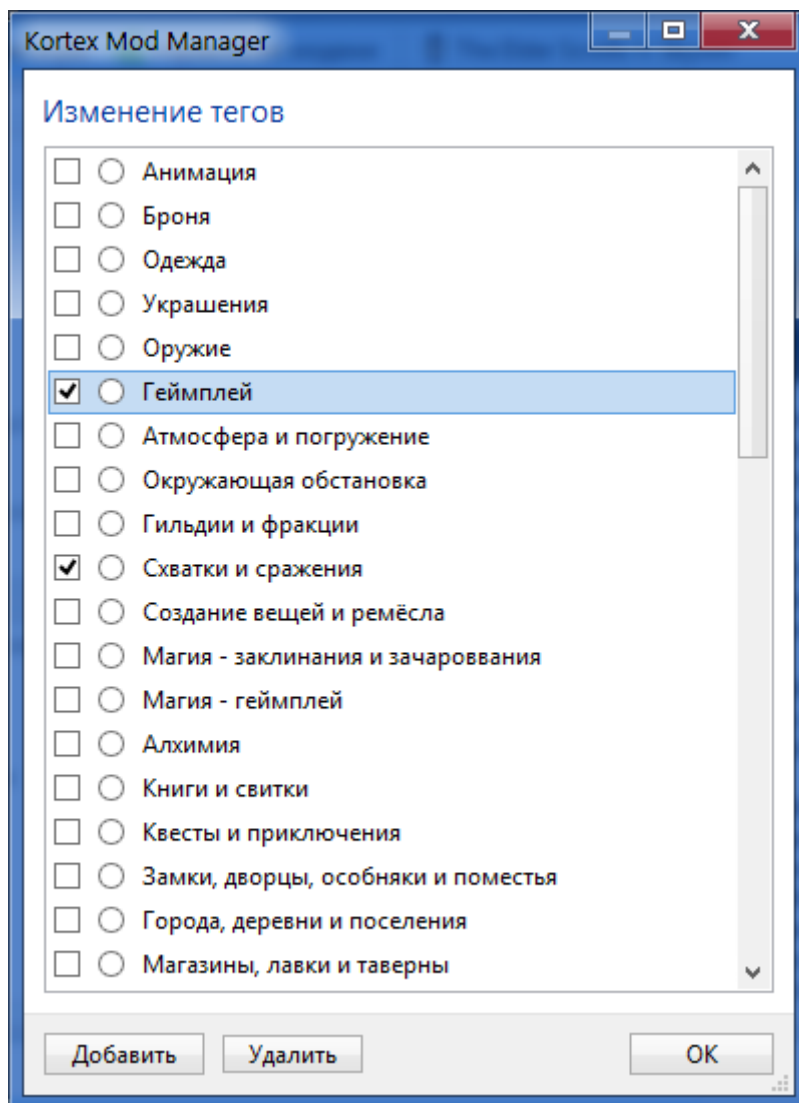 Kortex Mod Manager
Изменение тегов
Анимация
Броня
Одежда
Украшения
Оружие
Геймплей
Атмосфера и погружение
Окружающая обстановка
Гильдии и фракции
Схватки и сражения
Создание вещей и ремёсла
Магия - заклинания и зачароввания
Магия - геймплей
Алхимия
Книги и свитки
Квесты и приключения
Замки, дворцы, особняки и поместья
Города, деревни и поселения
Магазины, лавки и таверны
Добавить Удалить ОК